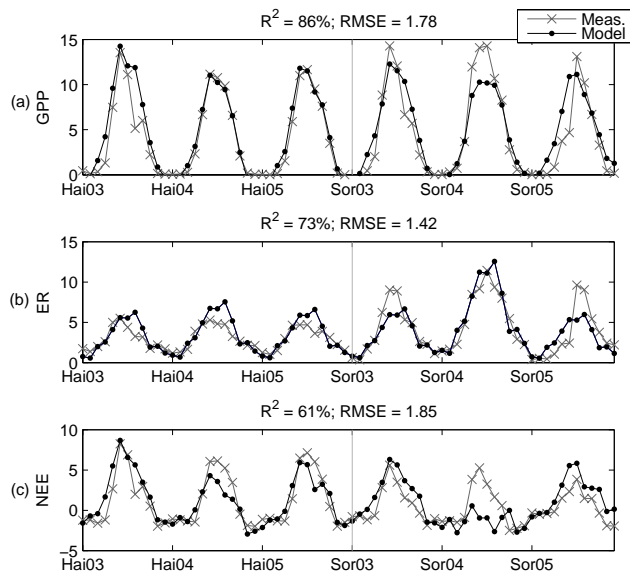 R² = 86%; RMSE = 1.78
Meas.
Model
(a)
GPP
15
10
5
0
Hai03 Hai04 Hai05 Sor03 Sor04 Sor05
R² = 73%; RMSE = 1.42
(b)
ER
15
10
5
0
Hai03 Hai04 Hai05 Sor03 Sor04 Sor05
R² = 61%; RMSE = 1.85
(c)
NEE
10
5
0
−5
Hai03 Hai04 Hai05 Sor03 Sor04 Sor05